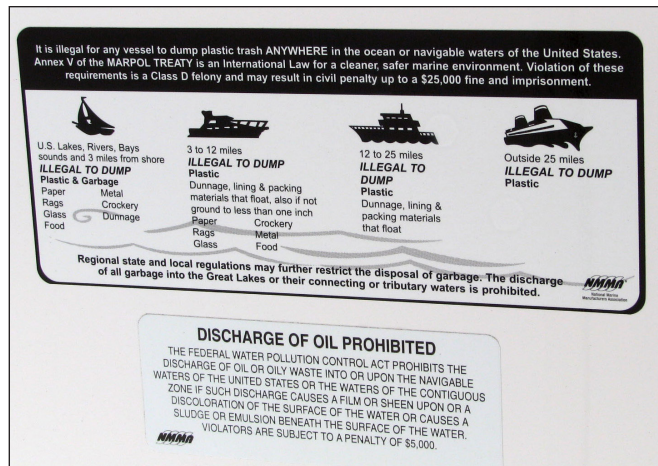 It is illegal for any vessel to dump plastic trash ANYWHERE in the ocean or navigable waters of the United States.
Annex V of the MARPOL TREATY is an International Law for a cleaner, safer marine environment. Violation of these
requirements is a Class D felony and may result in civil penalty up to a $25,000 fine and imprisonment.
U.S. Lakes, Rivers, Bays
sounds and 3 miles from shore
ILLEGAL TO DUMP
Plastic & Garbage
Paper Metal
Rags Crockery
Glass Dunnage
Food
3 to 12 miles
ILLEGAL TO DUMP
Plastic
Dunnage, lining & packing
materials that float, also if not
ground to less than one inch
Paper Crockery
Rags Metal
Glass Food
12 to 25 miles
ILLEGAL TO
DUMP
Plastic
Dunnage, lining &
packing materials
that float
Outside 25 miles
ILLEGAL TO DUMP
Plastic
Regional state and local regulations may further restrict the disposal of garbage. The discharge
of all garbage into the Great Lakes or their connecting or tributary waters is prohibited.
NMMA
National Marine
Manufacturers Association
DISCHARGE OF OIL PROHIBITED
THE FEDERAL WATER POLLUTION CONTROL ACT PROHIBITS THE
DISCHARGE OF OIL OR OILY WASTE INTO OR UPON THE NAVIGABLE
WATERS OF THE UNITED STATES OR THE WATERS OF THE CONTIGUOUS
ZONE IF SUCH DISCHARGE CAUSES A FILM OR SHEEN UPON OR A
DISCOLORATION OF THE SURFACE OF THE WATER OR CAUSES A
SLUDGE OR EMULSION BENEATH THE SURFACE OF THE WATER.
VIOLATORS ARE SUBJECT TO A PENALTY OF $5,000.
NMMA